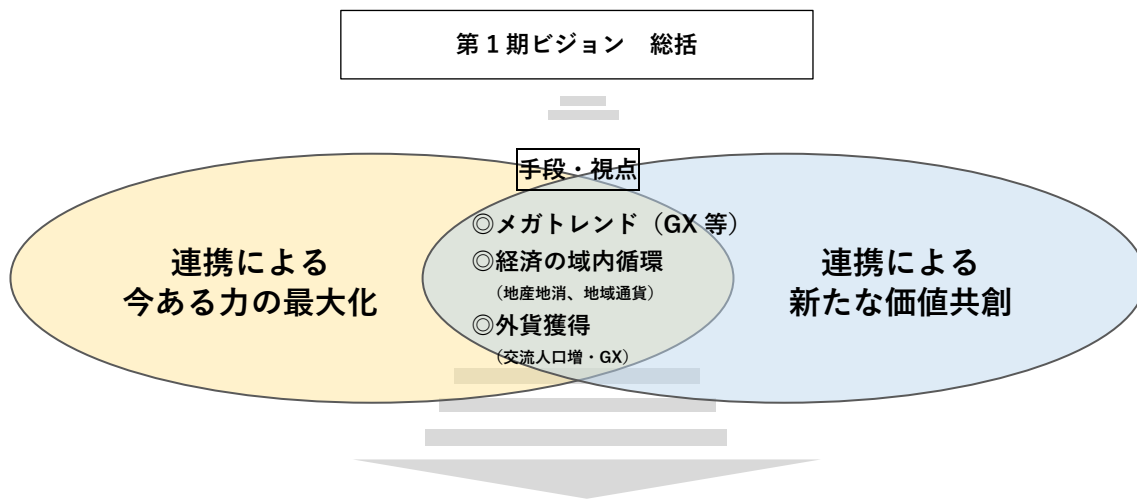 第1期ビジョン　総括
手段・視点
連携による
今ある力の最大化
◎メガトレンド（GX 等）
◎経済の域内循環
（地産地消、地域通貨）
◎外貨獲得
（交流人口増・GX）
連携による
新たな価値共創